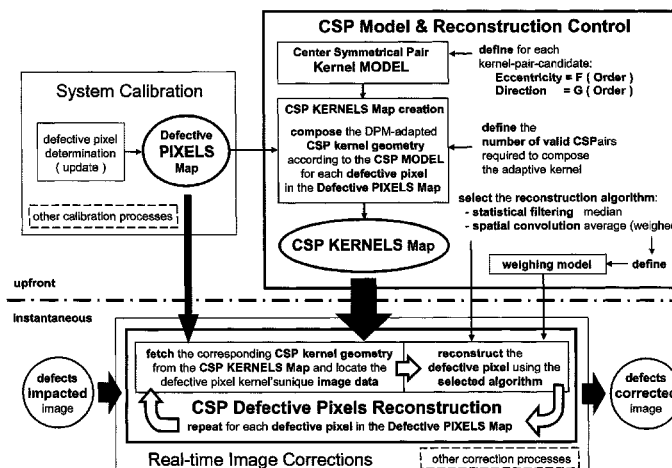 CSP Model & Reconstruction Control
Center Symmetrical Pair
Kernel MODEL
define for each
kernel-pair-candidate:
Eccentricity = F ( Order )
Direction = G ( Order )
System Calibration
defective pixel
determination
( update )
Defective
PIXELS
Map
other calibration processes
CSP KERNELS Map creation
compose the DPM-adapted
CSP kernel geometry
according to the CSP MODEL
for each defective pixel
in the Defective PIXELS Map
define the
number of valid CSPairs
required to compose
the adaptive kernel
CSP KERNELS Map
select the reconstruction algorithm:
- statistical filtering median
- spatial convolution average (weighed
weighing model
define
upfront
instantaneous
defects
impacted
image
fetch the corresponding CSP kernel geometry
from the CSP KERNELS Map and locate the
defective pixel kernel'sunique image data
reconstruct the
defective pixel using the
selected algorithm
CSP Defective Pixels Reconstruction
repeat for each defective pixel in the Defective PIXELS Map
defects
corrected
image
Real-time Image Corrections
other correction processes